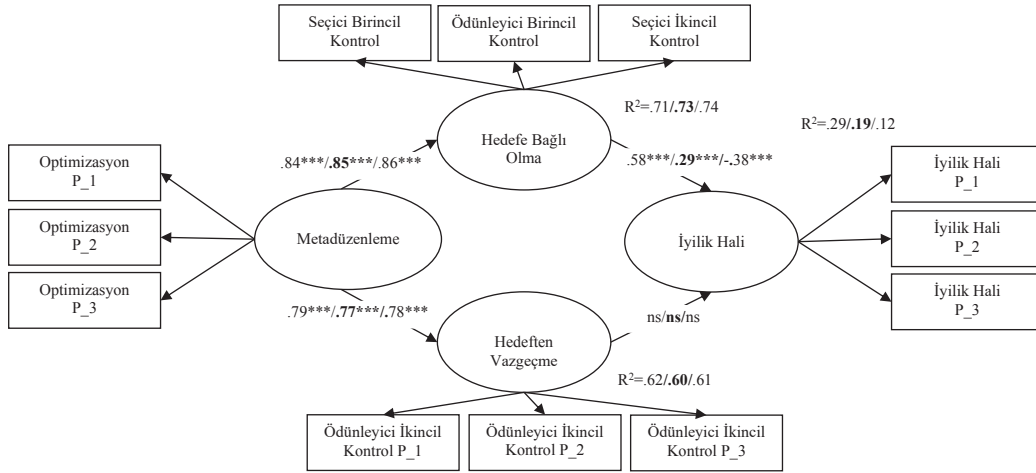 Seçici Birincil
Kontrol
Ödünleyici Birincil
Kontrol
Seçici İkincil
Kontrol
R²=.71/.73/.74
R²=.29/.19/.12
Hedefe Bağlı
Olma
.84***/.85***/.86***
.58***/.29***/-.38***
Optimizasyon
P_1
Optimizasyon
P_2
Optimizasyon
P_3
Metadüzenleme
İyilik Hali
İyilik Hali
P_1
İyilik Hali
P_2
İyilik Hali
P_3
.79***/.77***/.78***
ns/ns/ns
Hedeften
Vazgeçme
R²=.62/.60/.61
Ödünleyici İkincil
Kontrol P_1
Ödünleyici İkincil
Kontrol P_2
Ödünleyici İkincil
Kontrol P_3